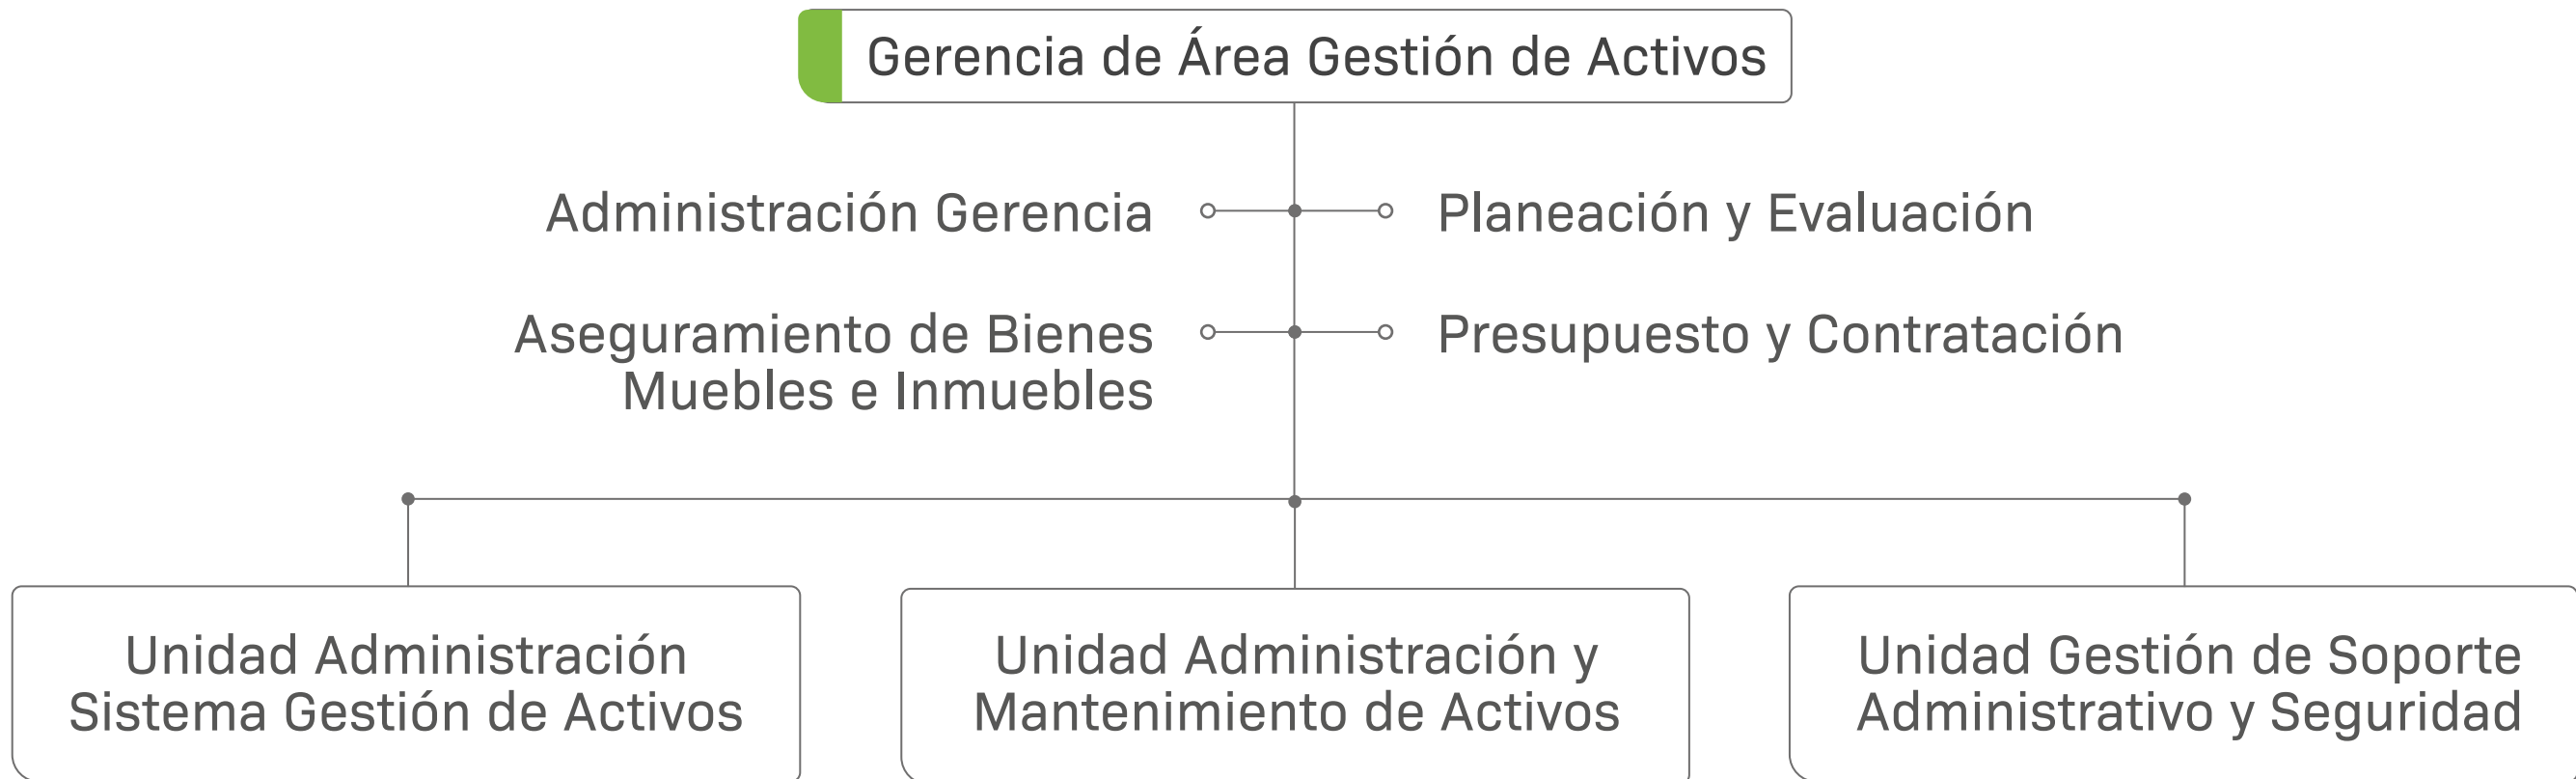 Gerencia de Área Gestión de Activos
Administración Gerencia
Planeación y Evaluación
Aseguramiento de Bienes
Muebles e Inmuebles
Presupuesto y Contratación
Unidad Administración
Sistema Gestión de Activos
Unidad Administración y
Mantenimiento de Activos
Unidad Gestión de Soporte
Administrativo y Seguridad